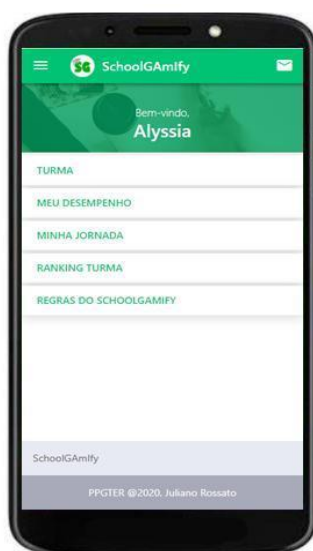 SG SchoolGAmIfy
Bem-vindo,
Alyssia
TURMA
MEU DESEMPENHO
MINHA JORNADA
RANKING TURMA
REGRAS DO SCHOOLGAMIFY
SchoolGAmIfy
PPGTER @2020, Juliano Rossato